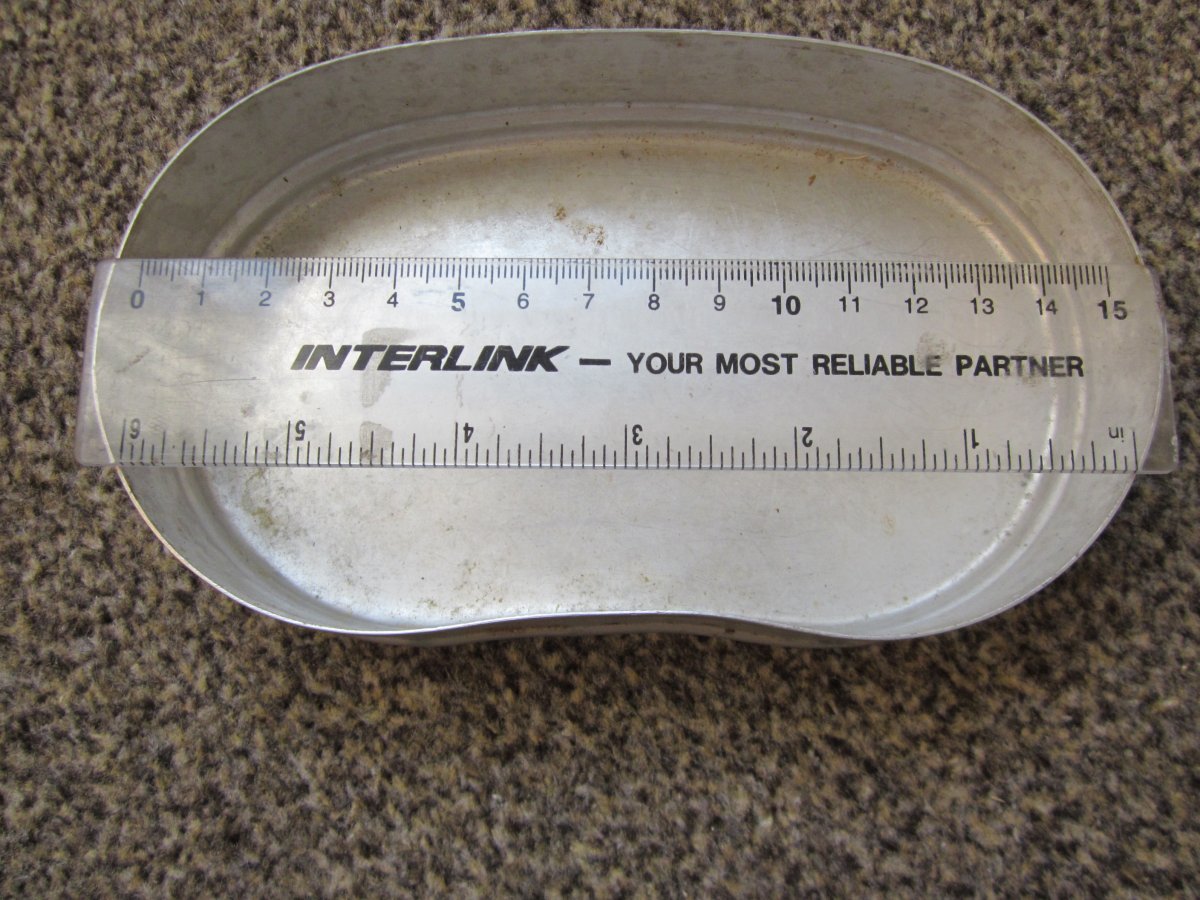 0 1 2 3 4 5 6 7 8 9 10 11 12 13 14 15
INTERLINK – YOUR MOST RELIABLE PARTNER
6 5 4 3 2 1 in